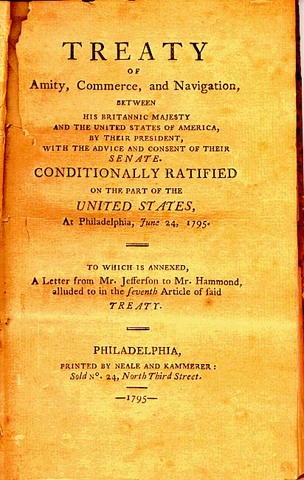 TREATY
OF
Amity, Commerce, and Navigation,
BETWEEN
HIS BRITANNIC MAJESTY
AND THE UNITED STATES OF AMERICA,
BY THEIR PRESIDENT,
WITH THE ADVICE AND CONSENT OF THEIR
SENATE.
CONDITIONALLY RATIFIED
ON THE PART OF THE
UNITED STATES,
At Philadelphia, June 24, 1795.
TO WHICH IS ANNEXED,
A Letter from Mr. Jefferson to Mr. Hammond,
alluded to in the ſeventh Article of ſaid
TREATY.
PHILADELPHIA,
PRINTED BY NEALE AND KAMMERER:
Sold No. 24, North Third Street.
—1795—